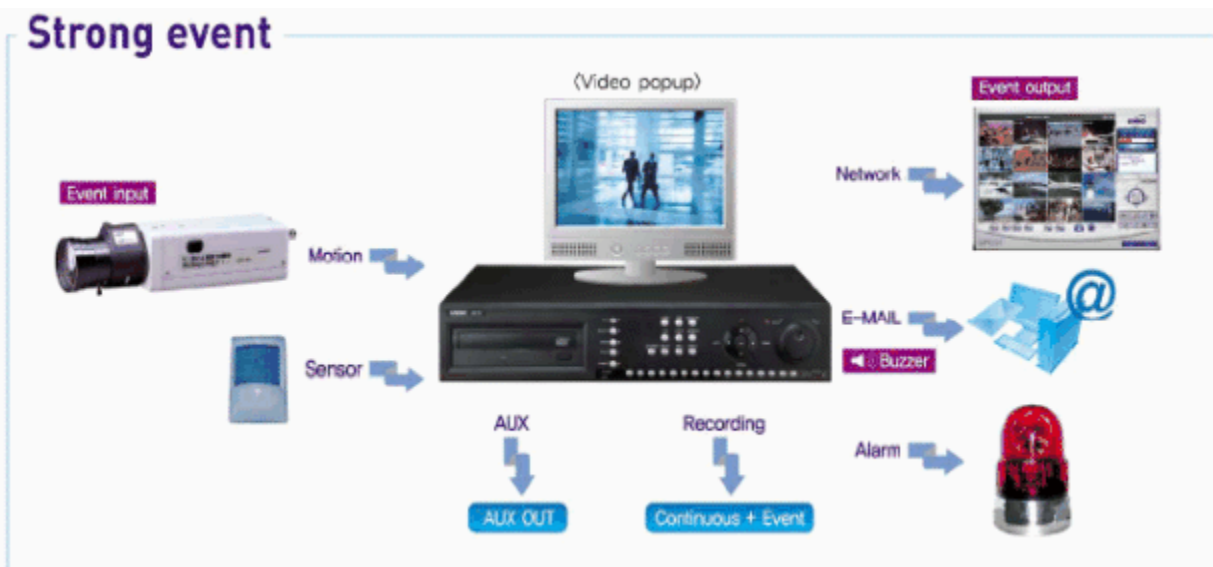 Strong event
〈Video popup〉
Event output
Network
Event input
Motion
E-MAIL
Buzzer
Sensor
AUX
Recording
Alarm
AUX OUT
Continuous + Event
@